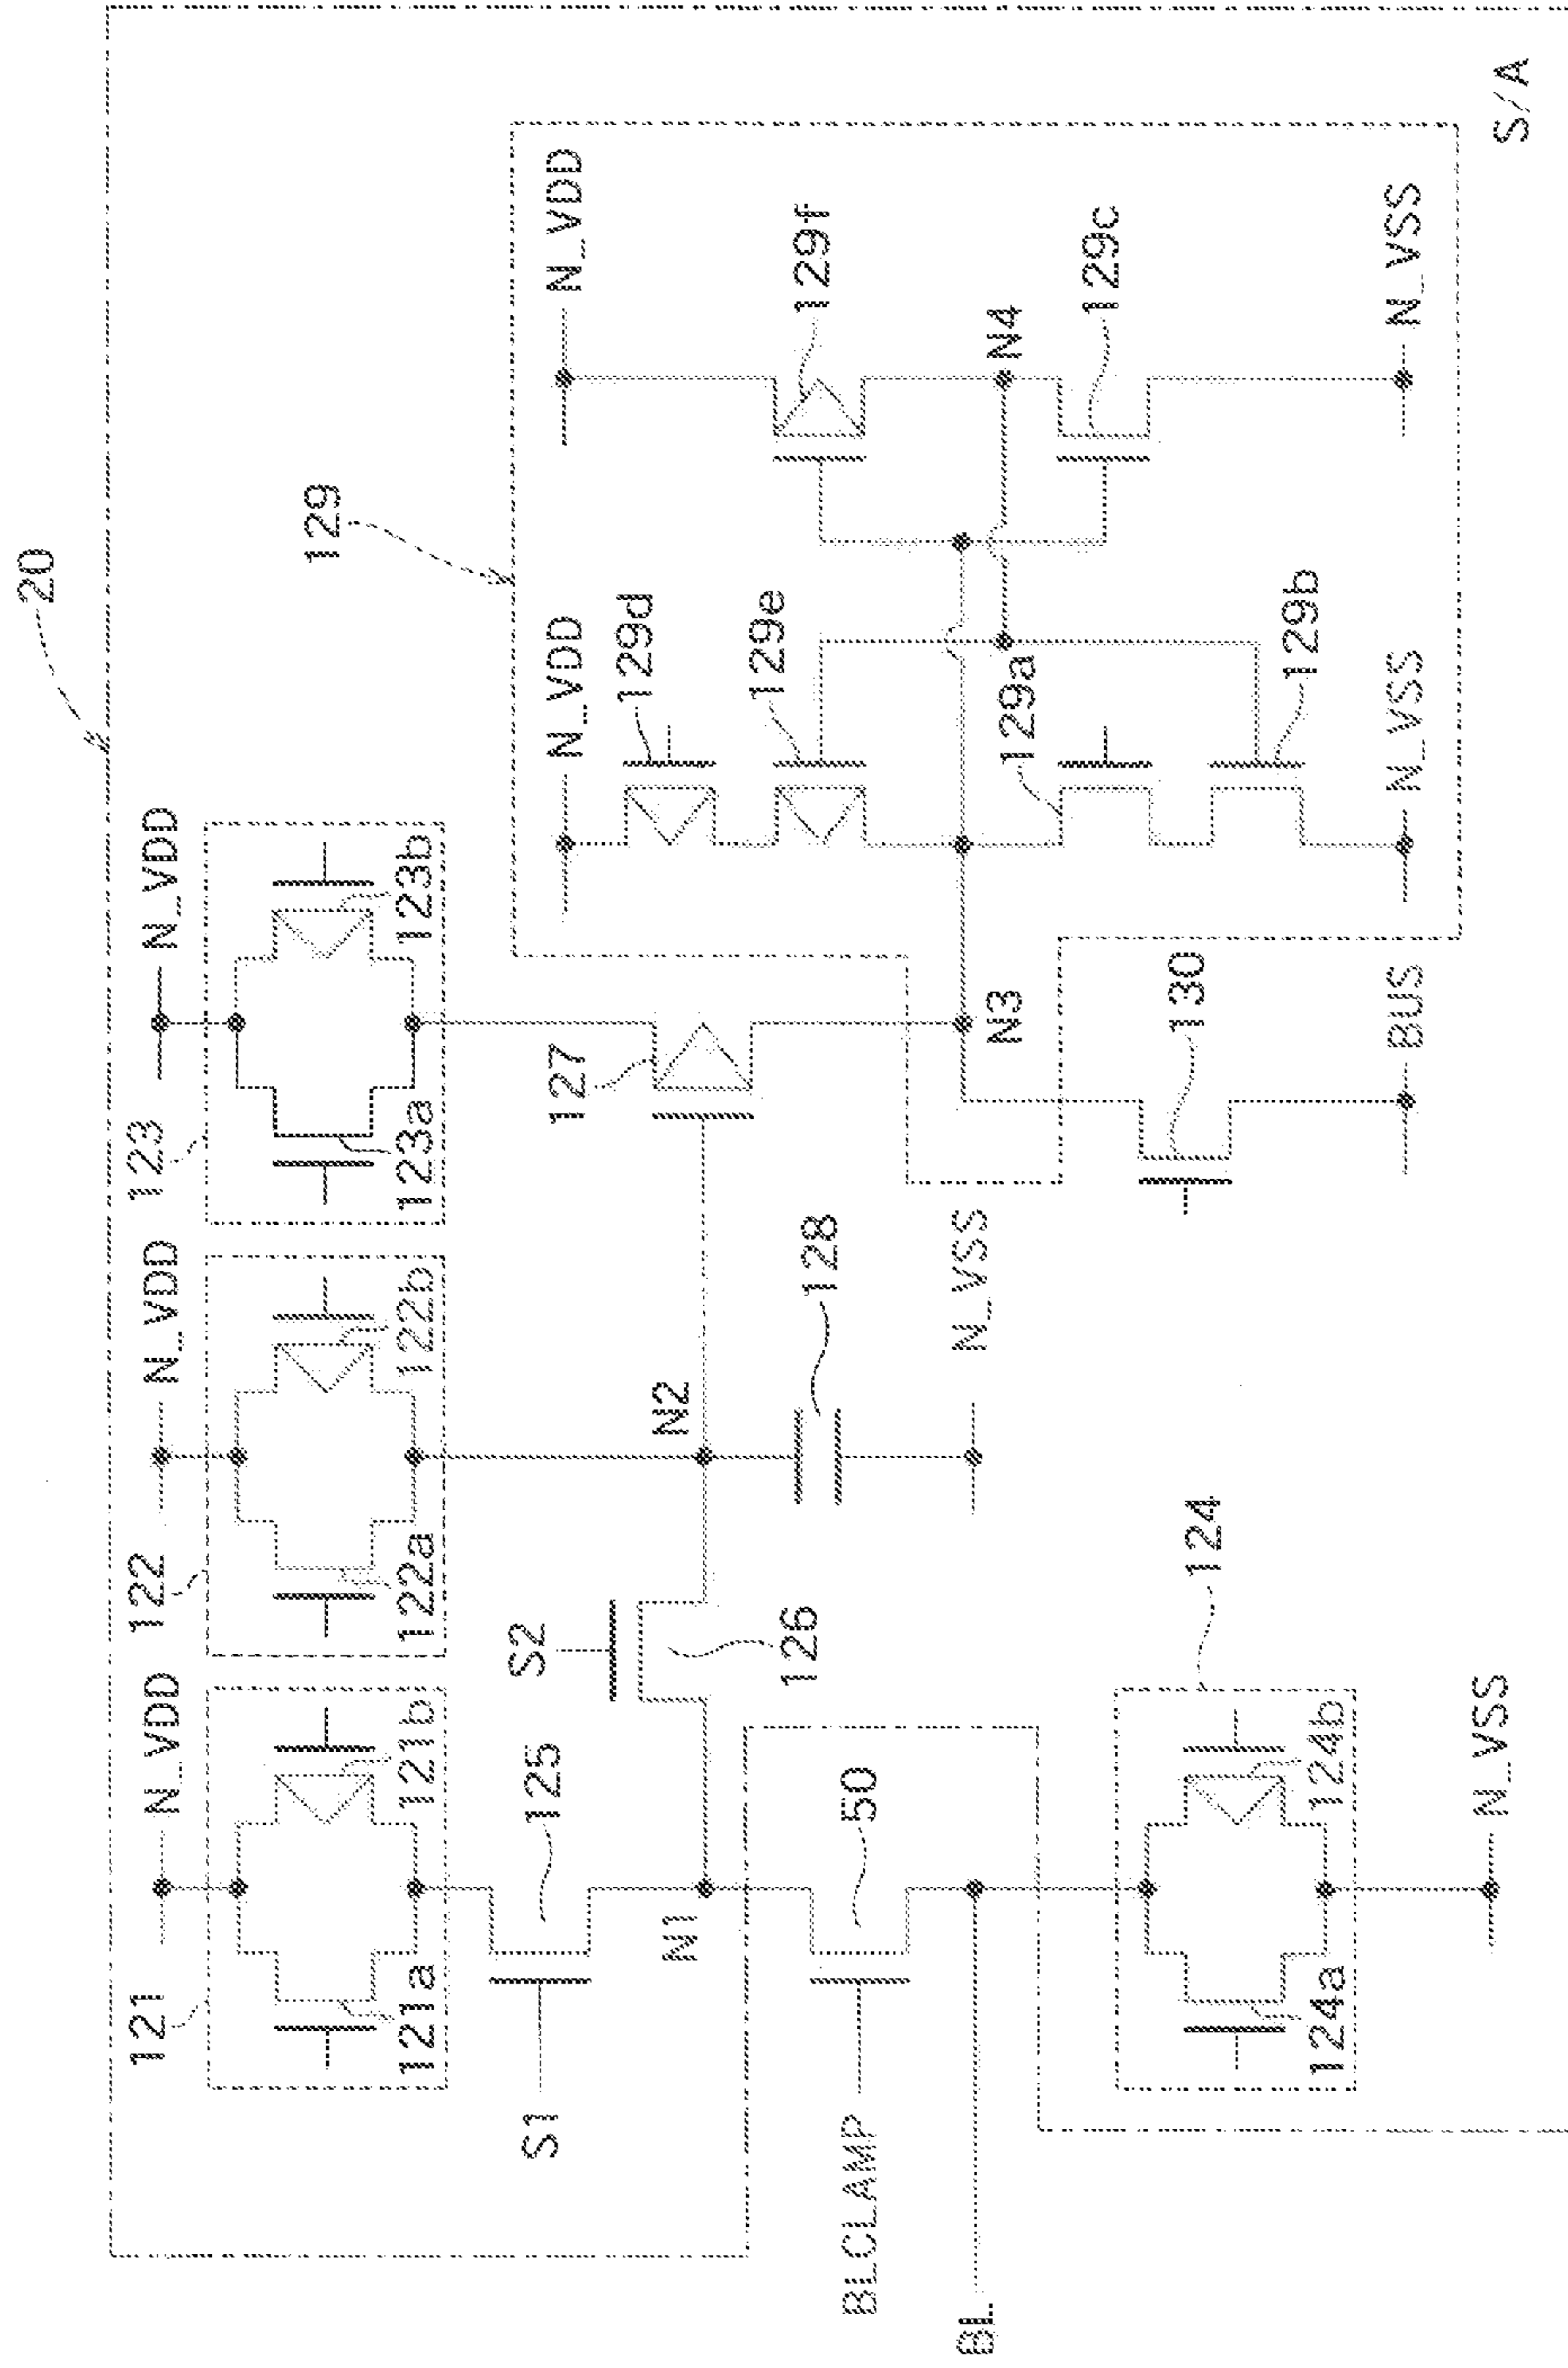 20
N_VDD
N_VDD
N_VDD
121
122
123
121a
121b
122a
122b
123a
123b
129
S1
125
S2
127
N_VDD
N_VDD
129d
129f
N1
N2
126
128
129e
BLCLAMP
50
N_VSS
N3
129a
N4
BL
129c
124
130
129b
124a
124b
BUS
N_VSS
N_VSS
N_VSS
S/A